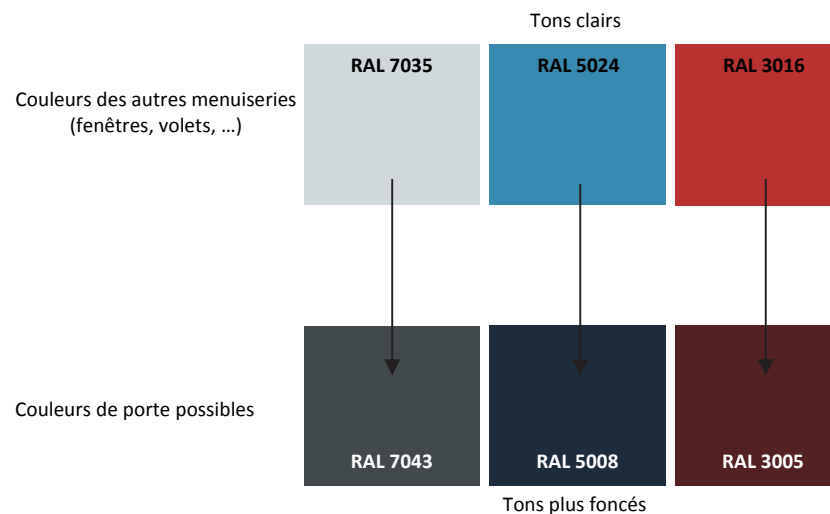 Tons clairs
RAL 7035
RAL 5024
RAL 3016
Couleurs des autres menuiseries
(fenêtres, volets, …)
Couleurs de porte possibles
RAL 7043
RAL 5008
RAL 3005
Tons plus foncés